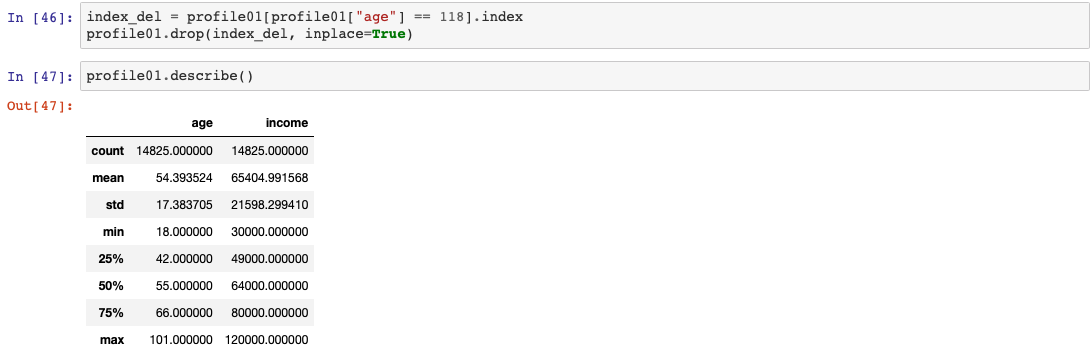 In [46]: index_del = profile01[profile01["age"] == 118].index
profile01.drop(index_del, inplace=True)
In [47]: profile01.describe()
Out[47]:
age income
count 14825.000000 14825.000000
mean 54.393524 65404.991568
std 17.383705 21598.299410
min 18.000000 30000.000000
25% 42.000000 49000.000000
50% 55.000000 64000.000000
75% 66.000000 80000.000000
max 101.000000 120000.000000